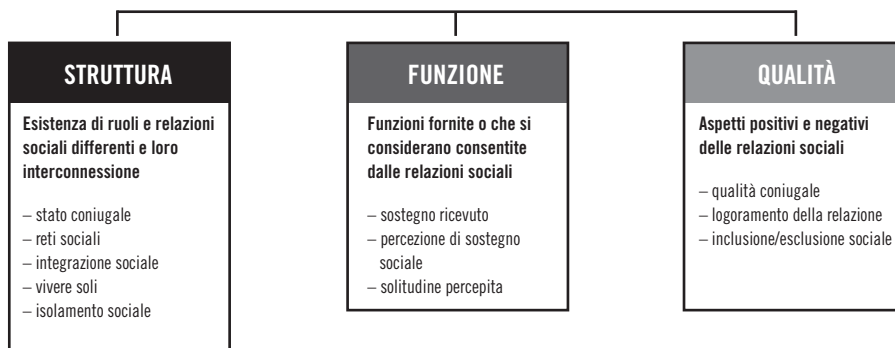 STRUTTURA
Esistenza di ruoli e relazioni
sociali differenti e loro
interconnessione
– stato coniugale
– reti sociali
– integrazione sociale
– vivere soli
– isolamento sociale
FUNZIONE
Funzioni fornite o che si
considerano consentite
dalle relazioni sociali
– sostegno ricevuto
– percezione di sostegno
sociale
– solitudine percepita
QUALITÀ
Aspetti positivi e negativi
delle relazioni sociali
– qualità coniugale
– logoramento della relazione
– inclusione/esclusione sociale